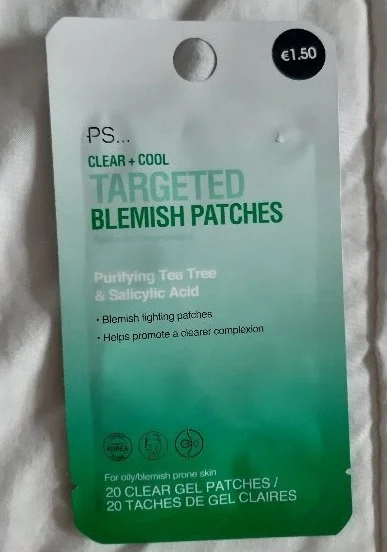 €1.50
PS...
CLEAR + COOL
TARGETED
BLEMISH PATCHES
Purifying Tea Tree
& Salicylic Acid
• Blemish fighting patches
• Helps promote a clearer complexion
KOREA
For oily/blemish prone skin
20 CLEAR GEL PATCHES /
20 TACHES DE GEL CLAIRES